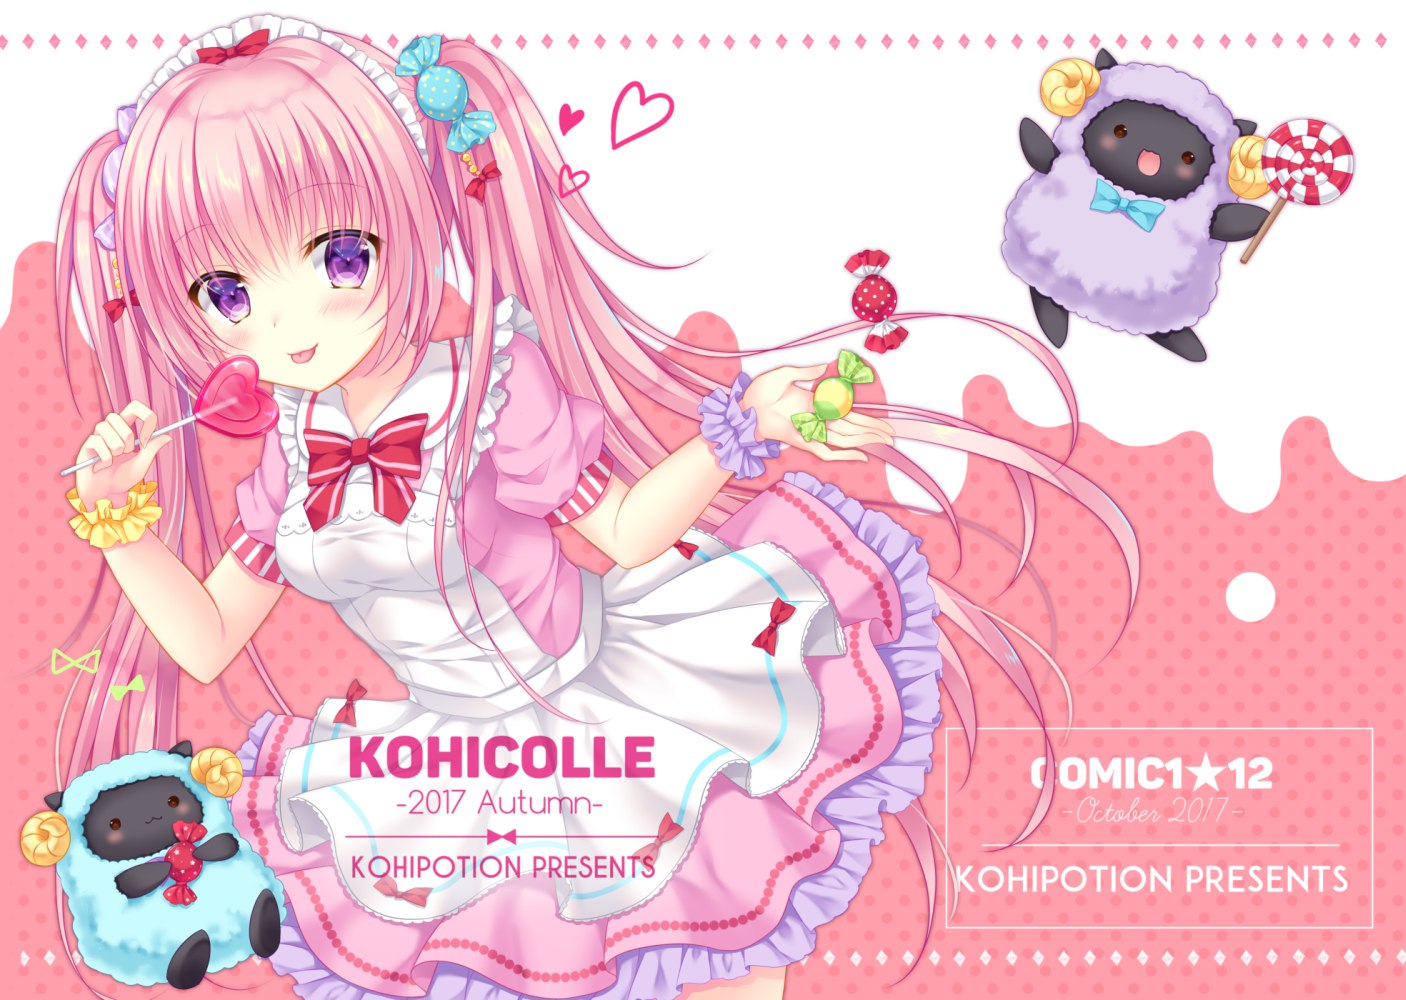 KOHICOLLE
-2017 Autumn-
KOHIPOTION PRESENTS
COMIC1★12
-October 2017-
KOHIPOTION PRESENTS